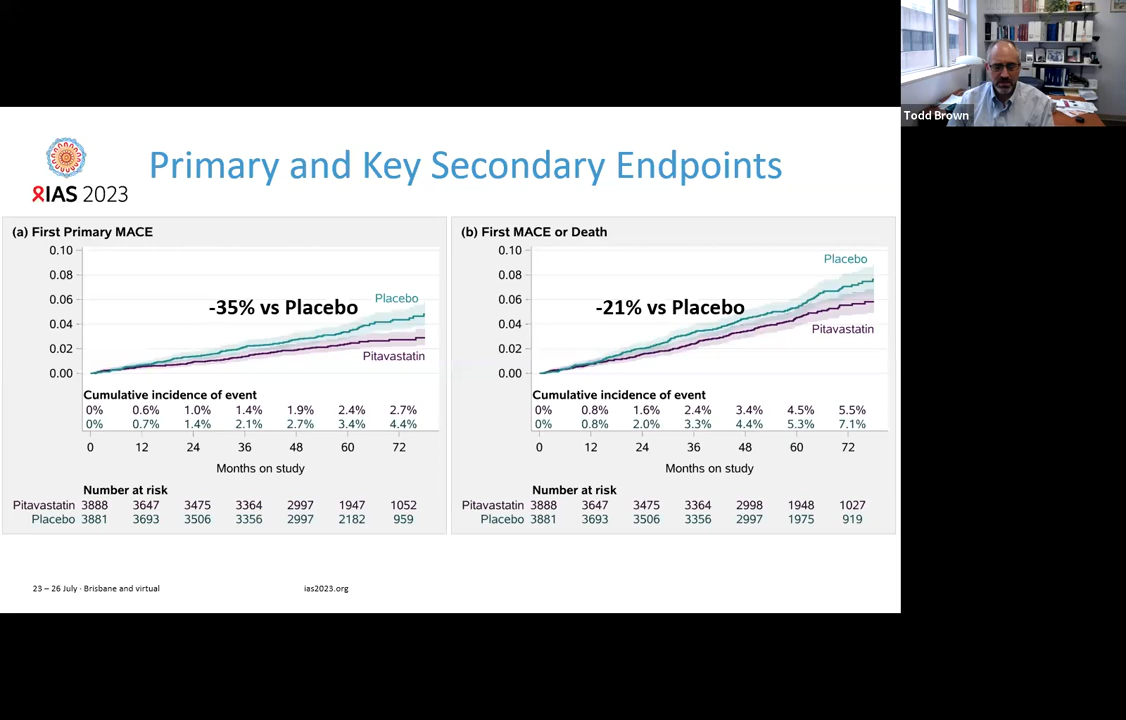 Todd Brown
IAS 2023
Primary and Key Secondary Endpoints
(a) First Primary MACE
0.10
0.08
0.06
0.04
0.02
0.00
-35% vs Placebo
Placebo
Pitavastatin
Cumulative incidence of event
0% 0.6% 1.0% 1.4% 1.9% 2.4% 2.7%
0% 0.7% 1.4% 2.1% 2.7% 3.4% 4.4%
0 12 24 36 48 60 72
Months on study
Number at risk
Pitavastatin 3888 3647 3475 3364 2997 1947 1052
Placebo 3881 3693 3506 3356 2997 2182 959
(b) First MACE or Death
0.10
0.08
0.06
0.04
0.02
0.00
Placebo
-21% vs Placebo
Pitavastatin
Cumulative incidence of event
0% 0.8% 1.6% 2.4% 3.4% 4.5% 5.5%
0% 0.8% 2.0% 3.3% 4.4% 5.3% 7.1%
0 12 24 36 48 60 72
Months on study
Number at risk
Pitavastatin 3888 3647 3475 3364 2998 1948 1027
Placebo 3881 3693 3506 3356 2997 1975 919
23 – 26 July · Brisbane and virtual
ias2023.org